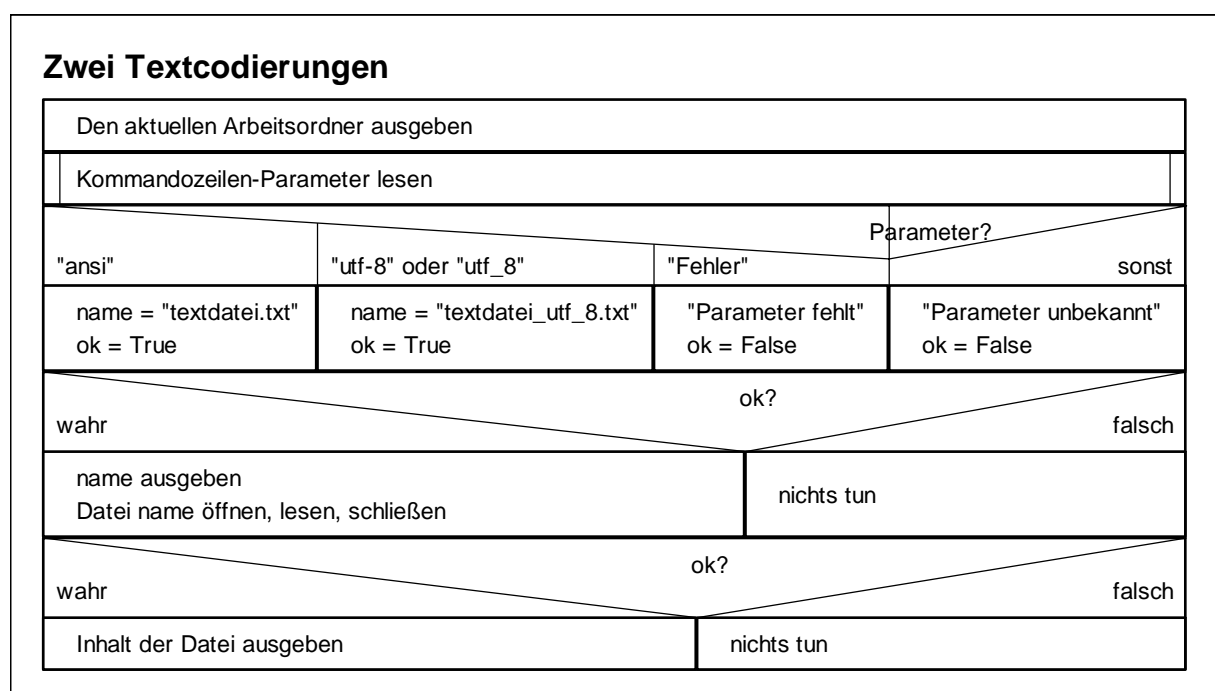 Zwei Textcodierungen
Den aktuellen Arbeitsordner ausgeben
Kommandozeilen-Parameter lesen
Parameter?
"ansi"
"utf-8" oder "utf_8"
"Fehler"
sonst
name = "textdatei.txt"
ok = True
name = "textdatei_utf_8.txt"
ok = True
"Parameter fehlt"
ok = False
"Parameter unbekannt"
ok = False
ok?
wahr
falsch
name ausgeben
Datei name öffnen, lesen, schließen
nichts tun
ok?
wahr
falsch
Inhalt der Datei ausgeben
nichts tun